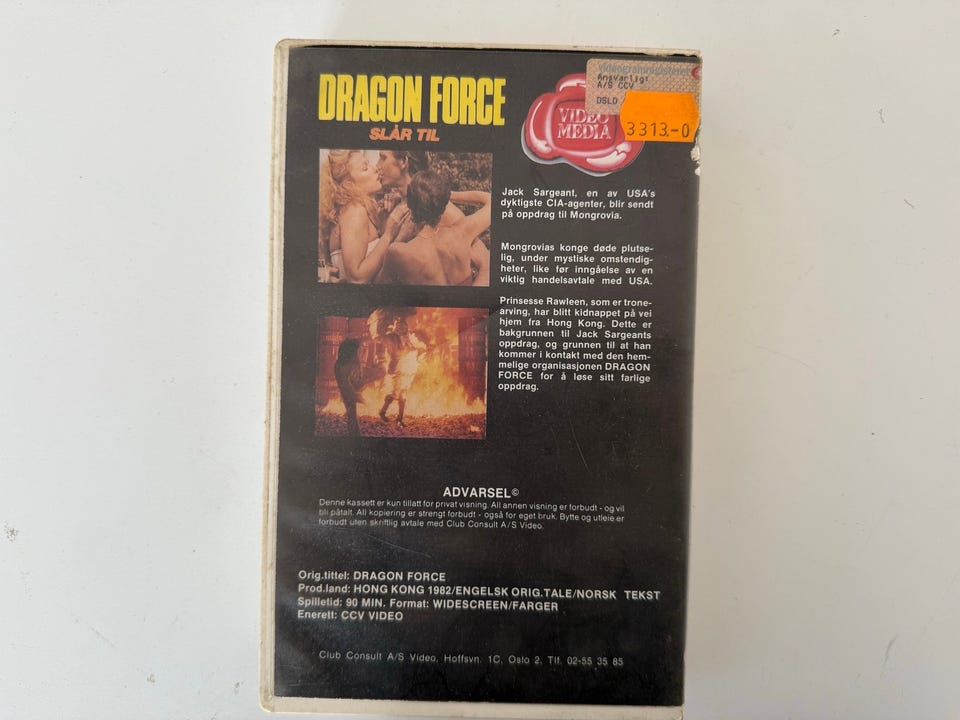 DRAGON FORCE
SLÅR TIL
Videogramregisteret
Ansvarlig:
A/S CCV
OSLO
VIDEO
MEDIA
3313.-0
Jack Sargeant, en av USA's
dyktigste CIA-agenter, blir sendt
på oppdrag til Mongrovia.
Mongrovias konge døde plutse-
lig, under mystiske omstendig-
heter, like før inngåelse av en
viktig handelsavtale med USA.
Prinsesse Rawleen, som er trone-
arving, har blitt kidnappet på vei
hjem fra Hong Kong. Dette er
bakgrunnen til Jack Sargeants
oppdrag, og grunnen til at han
kommer i kontakt med den hem-
melige organisasjonen DRAGON
FORCE for å løse sitt farlige
oppdrag.
ADVARSEL©
Denne kassett er kun tillatt for privat visning. All annen visning er forbudt - og vil
bli påtalt. All kopiering er strengt forbudt - også for eget bruk. Bytte og utleie er
forbudt uten skriftlig avtale med Club Consult A/S Video.
Orig.tittel: DRAGON FORCE
Prod.land: HONG KONG 1982/ENGELSK ORIG.TALE/NORSK TEKST
Spilletid: 90 MIN. Format: WIDESCREEN/FARGER
Enerett: CCV VIDEO
Club Consult A/S Video, Hoffsvn. 1C, Oslo 2. Tlf. 02-55 35 85